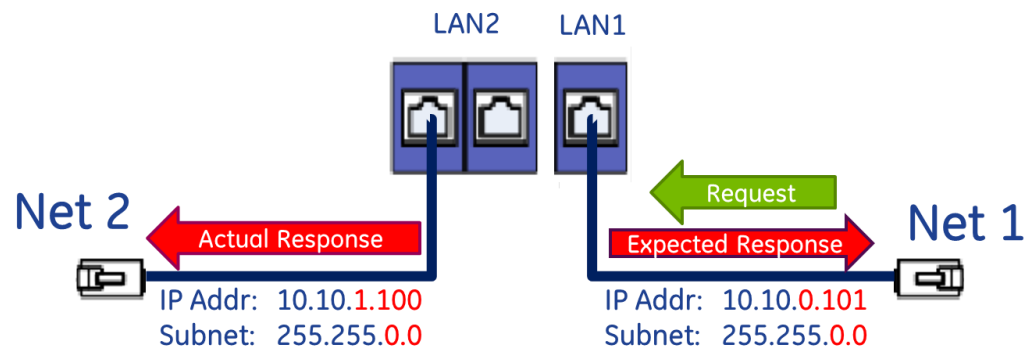 LAN2
LAN1
Request
Net 2
Net 1
Actual Response
Expected Response
IP Addr: 10.10.1.100
Subnet: 255.255.0.0
IP Addr: 10.10.0.101
Subnet: 255.255.0.0